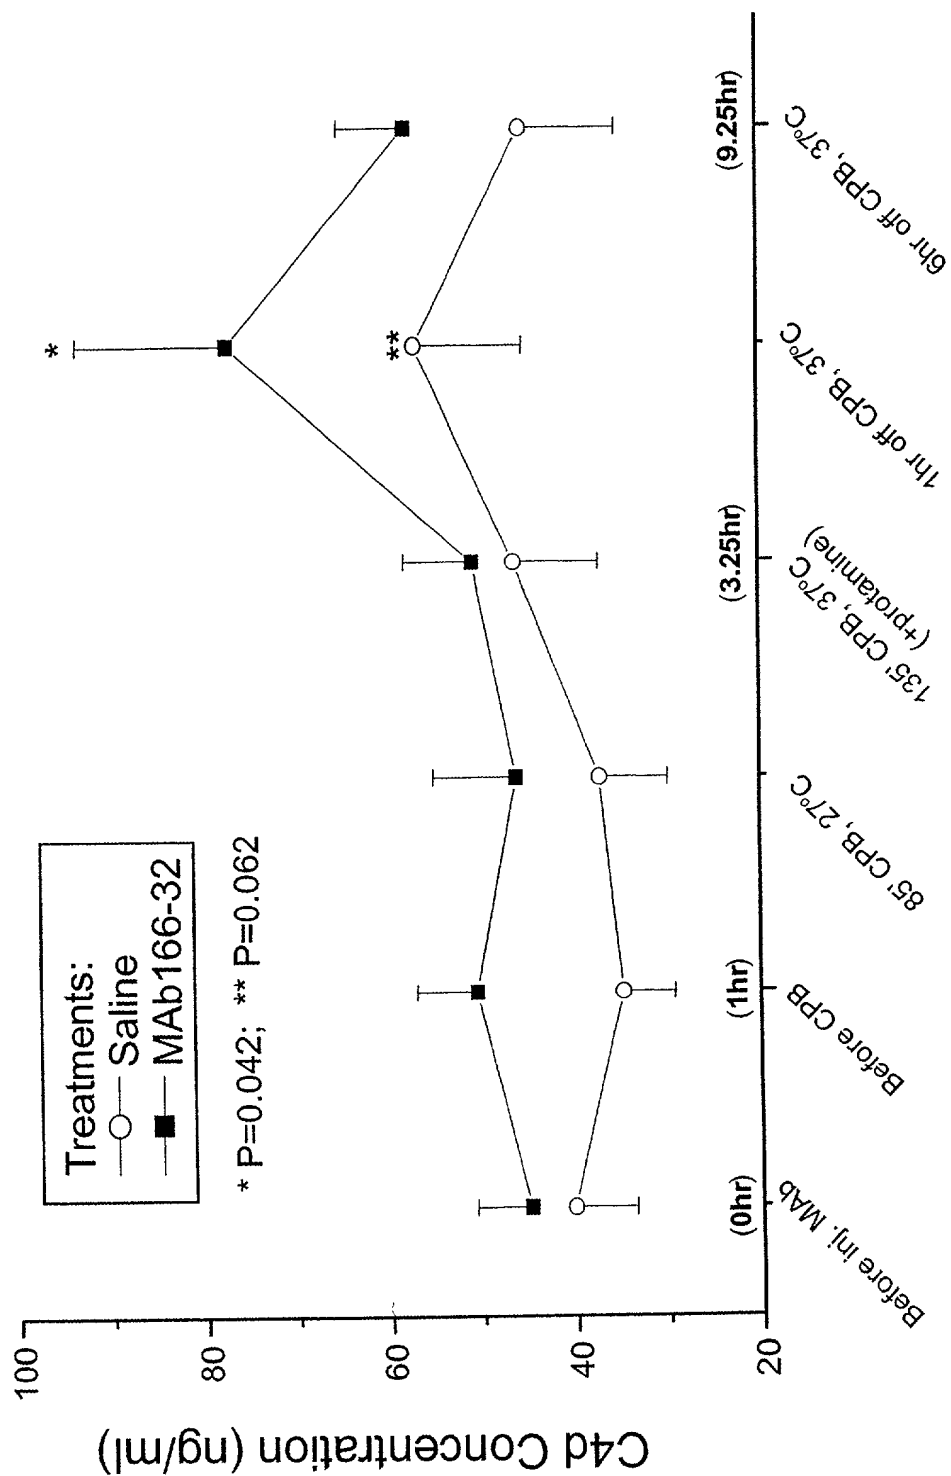 C4d Concentration (ng/ml)
100
80
60
40
20
Treatments:
Saline
MAb166-32
* P=0.042; ** P=0.062
*
**
(0hr)
(1hr)
(3.25hr)
(9.25hr)
Before inj. MAb
Before CPB
85' CPB, 27°C
135' CPB, 37°C
(+protamine)
1hr off CPB, 37°C
6hr off CPB, 37°C